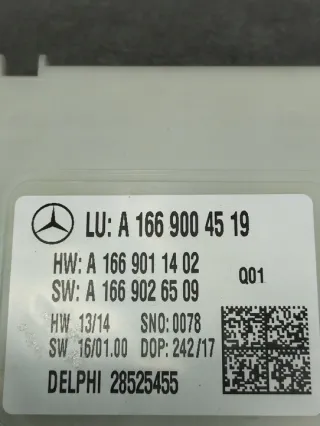 LU: A 166 900 45 19
HW: A 166 901 14 02
SW: A 166 902 65 09
Q01
HW 13/14 SNO: 0078
SW 16/01.00 DOP: 242/17
DELPHI 28525455